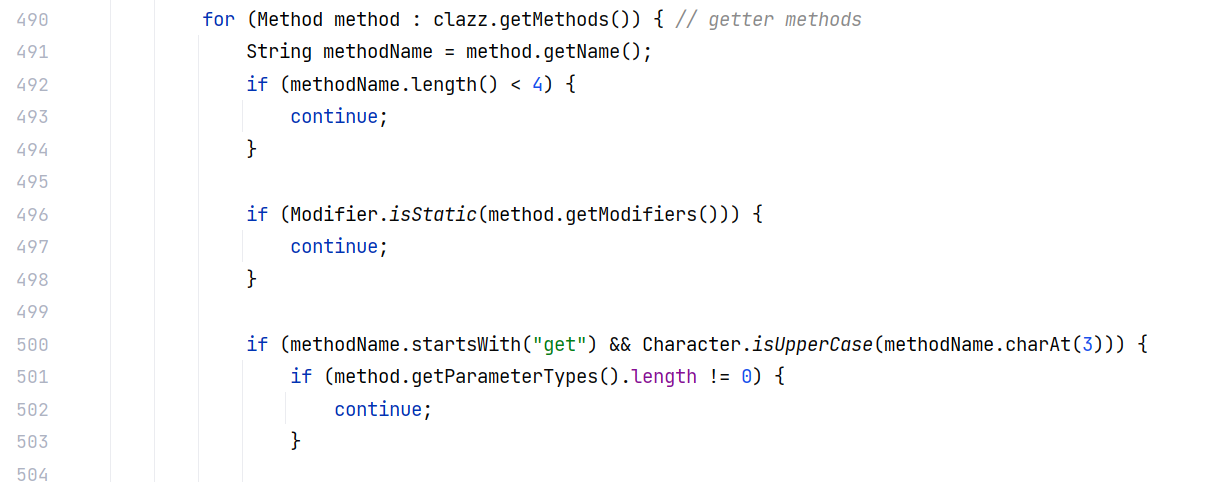 490 for (Method method : clazz.getMethods()) { // getter methods
491 String methodName = method.getName();
492 if (methodName.length() < 4) {
493 continue;
494 }
495
496 if (Modifier.isStatic(method.getModifiers())) {
497 continue;
498 }
499
500 if (methodName.startsWith("get") && Character.isUpperCase(methodName.charAt(3))) {
501 if (method.getParameterTypes().length != 0) {
502 continue;
503 }
504